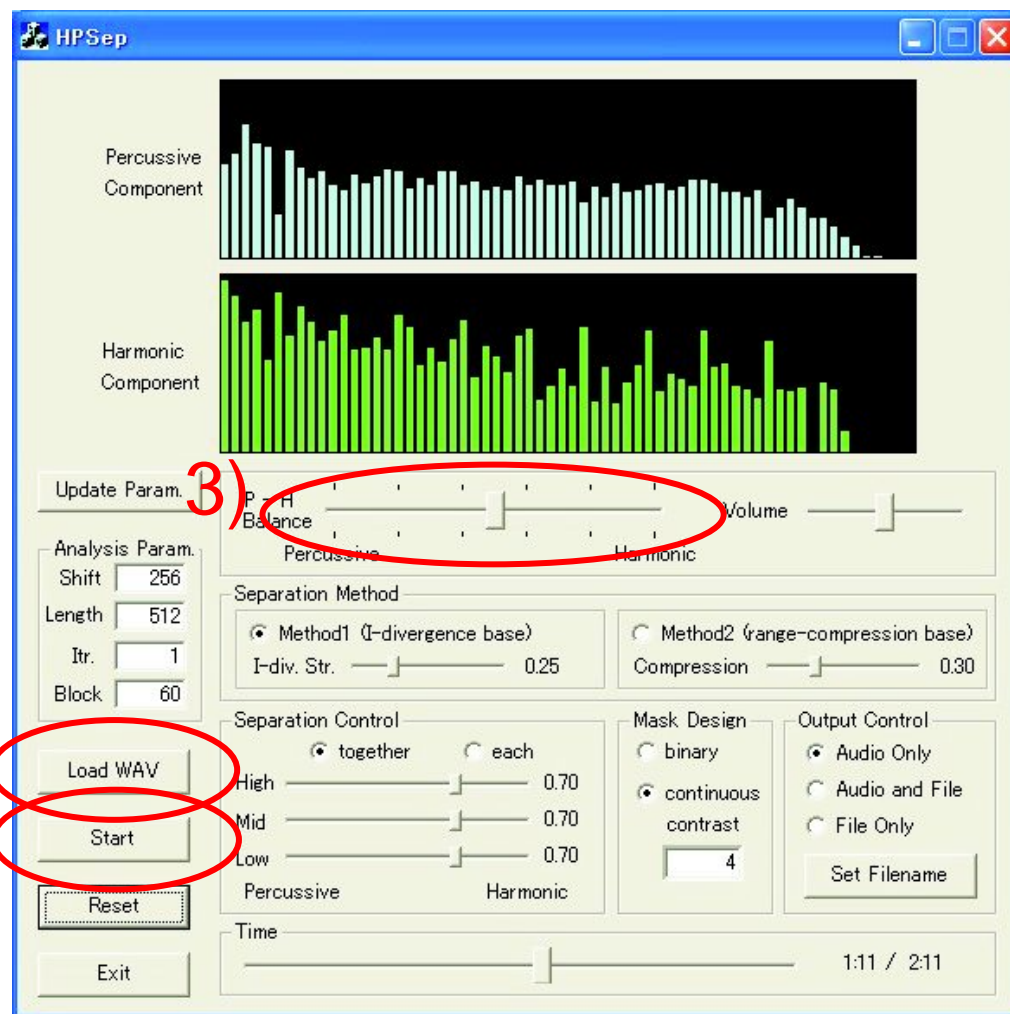 HPSep
Percussive
Component
Harmonic
Component
Update Param.
3)
P - H
Balance
Percussive
Harmonic
Volume
Analysis Param.
Shift 256
Length 512
Itr. 1
Block 60
Separation Method
Method1 (I-divergence base)
I-div. Str. 0.25
Method2 (range-compression base)
Compression 0.30
Load WAV
Start
Reset
Exit
Separation Control
together each
High 0.70
Mid 0.70
Low 0.70
Percussive Harmonic
Mask Design
binary
continuous
contrast
4
Output Control
Audio Only
Audio and File
File Only
Set Filename
Time
1:11 / 2:11